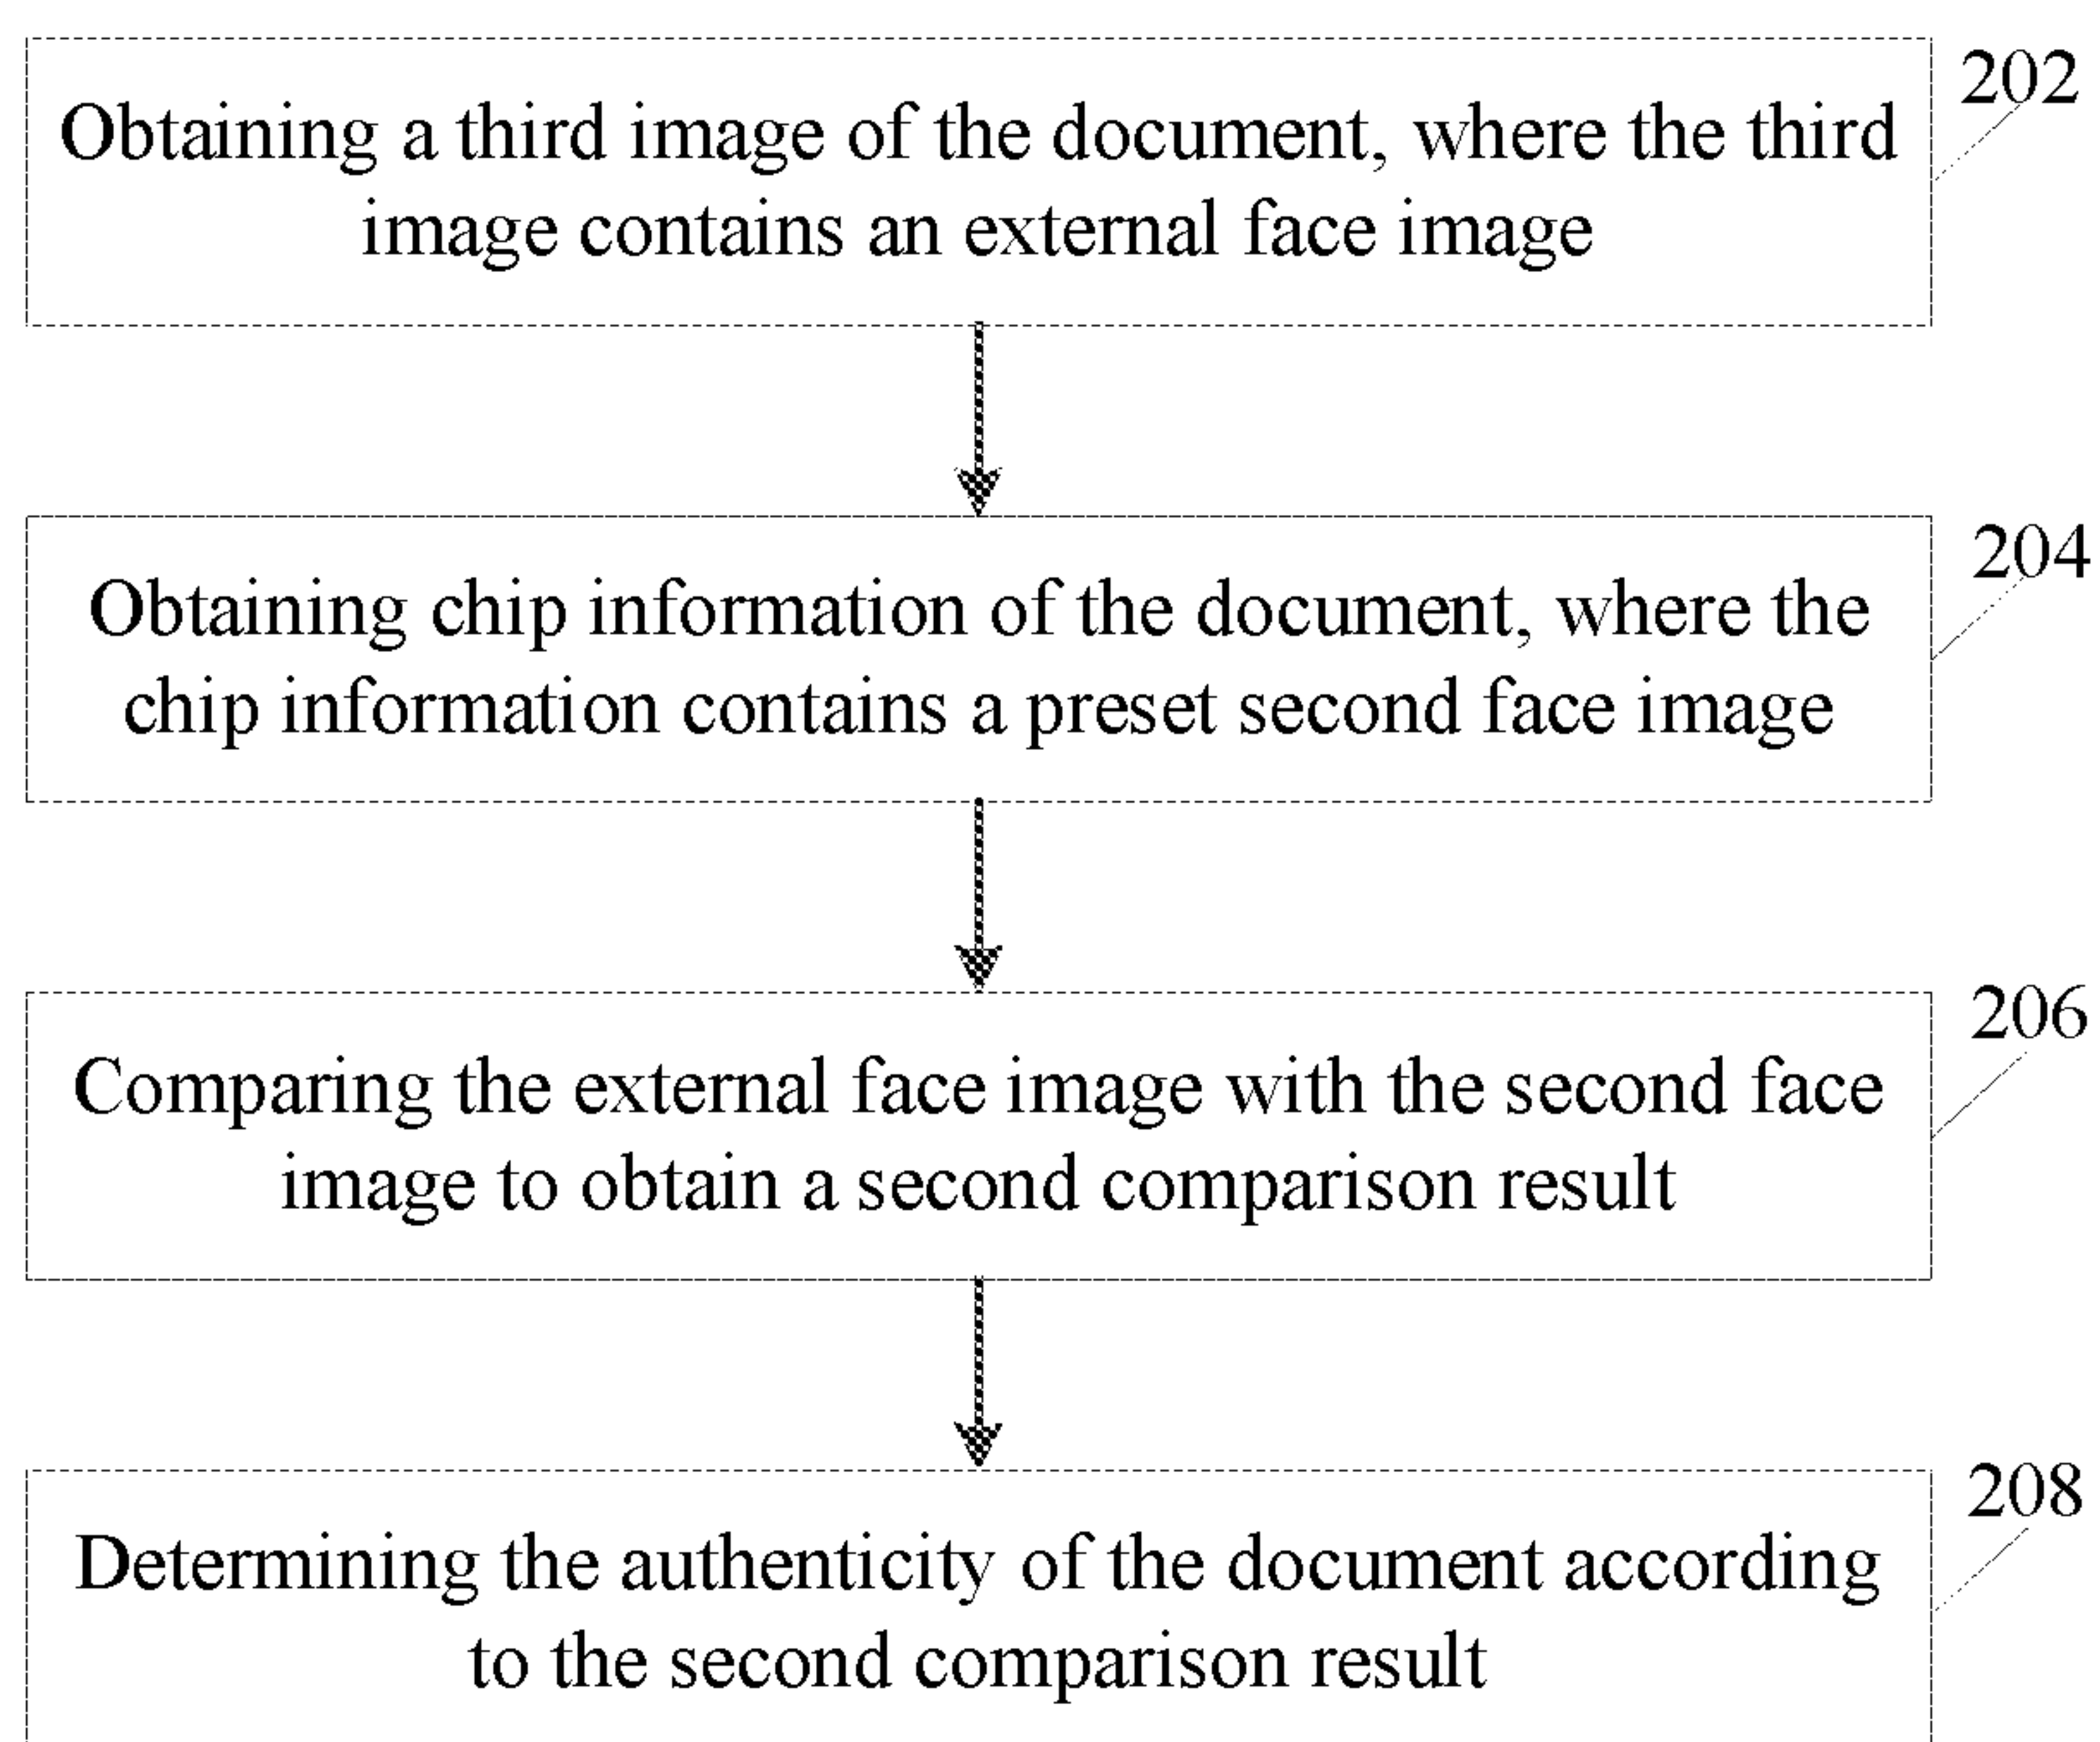 202
Obtaining a third image of the document, where the third
image contains an external face image
204
Obtaining chip information of the document, where the
chip information contains a preset second face image
206
Comparing the external face image with the second face
image to obtain a second comparison result
208
Determining the authenticity of the document according
to the second comparison result